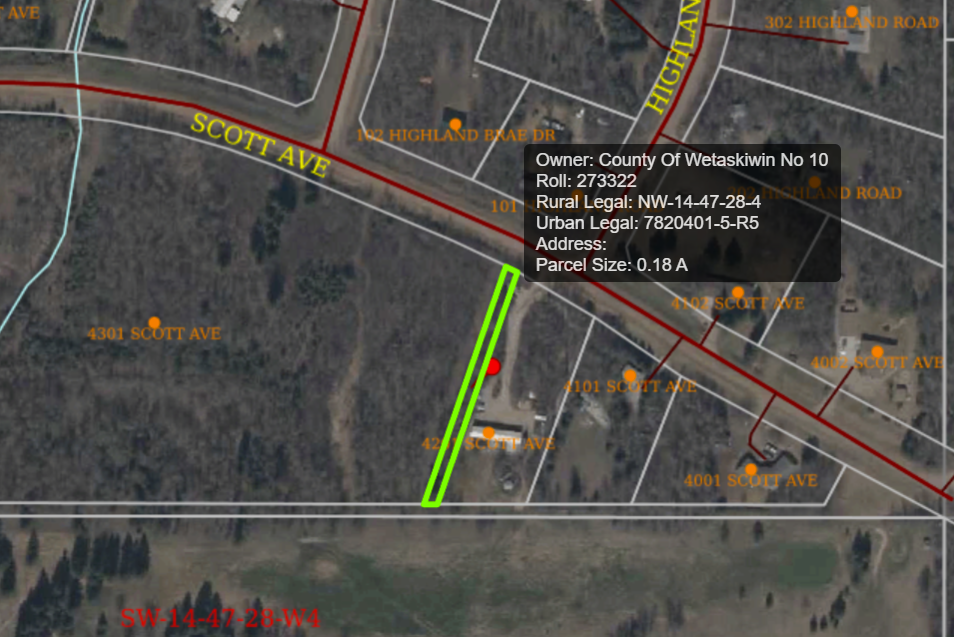 AVE
302 HIGHLAND ROAD
HIGHLAN
SCOTT AVE
102 HIGHLAND BRAE DR
Owner: County Of Wetaskiwin No 10
Roll: 273322
Rural Legal: NW-14-47-28-4
Urban Legal: 7820401-5-R5
Address:
Parcel Size: 0.18 A
HIGHLAND ROAD
101
4102 SCOTT AVE
4301 SCOTT AVE
4002 SCOTT AVE
4101 SCOTT AVE
SCOTT AVE
4001 SCOTT AVE
SW-14-47-28-W4